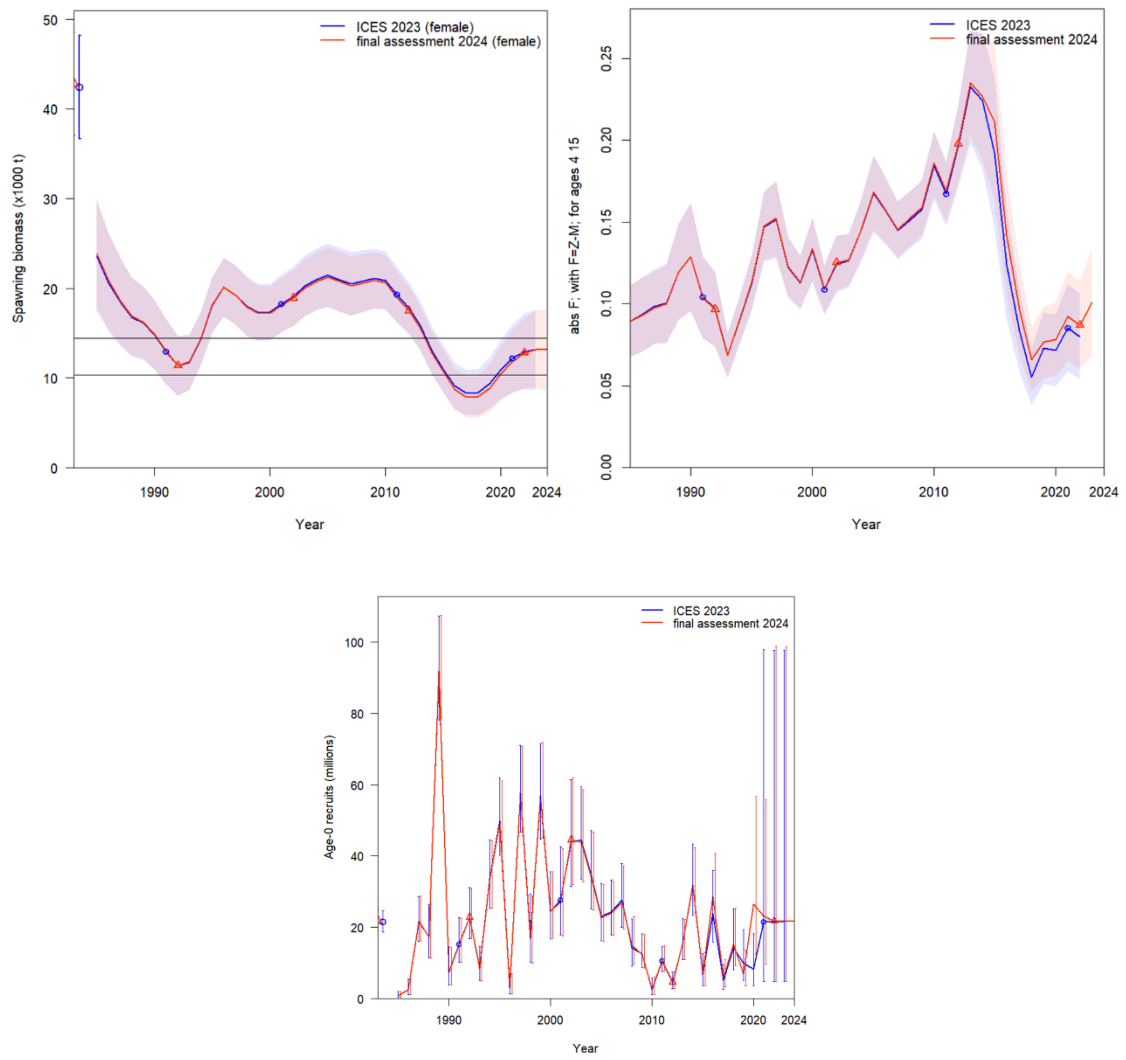 ICES 2023 (female)
final assessment 2024 (female)
Spawning biomass (x1000 t)
50
40
30
20
10
0
1990
2000
2010
2020
2024
Year
ICES 2023
final assessment 2024
abs F; with F=Z-M; for ages 4 15
0.25
0.20
0.15
0.10
0.05
0.00
1990
2000
2010
2020
2024
Year
ICES 2023
final assessment 2024
Age-0 recruits (millions)
100
80
60
40
20
0
1990
2000
2010
2020
2024
Year